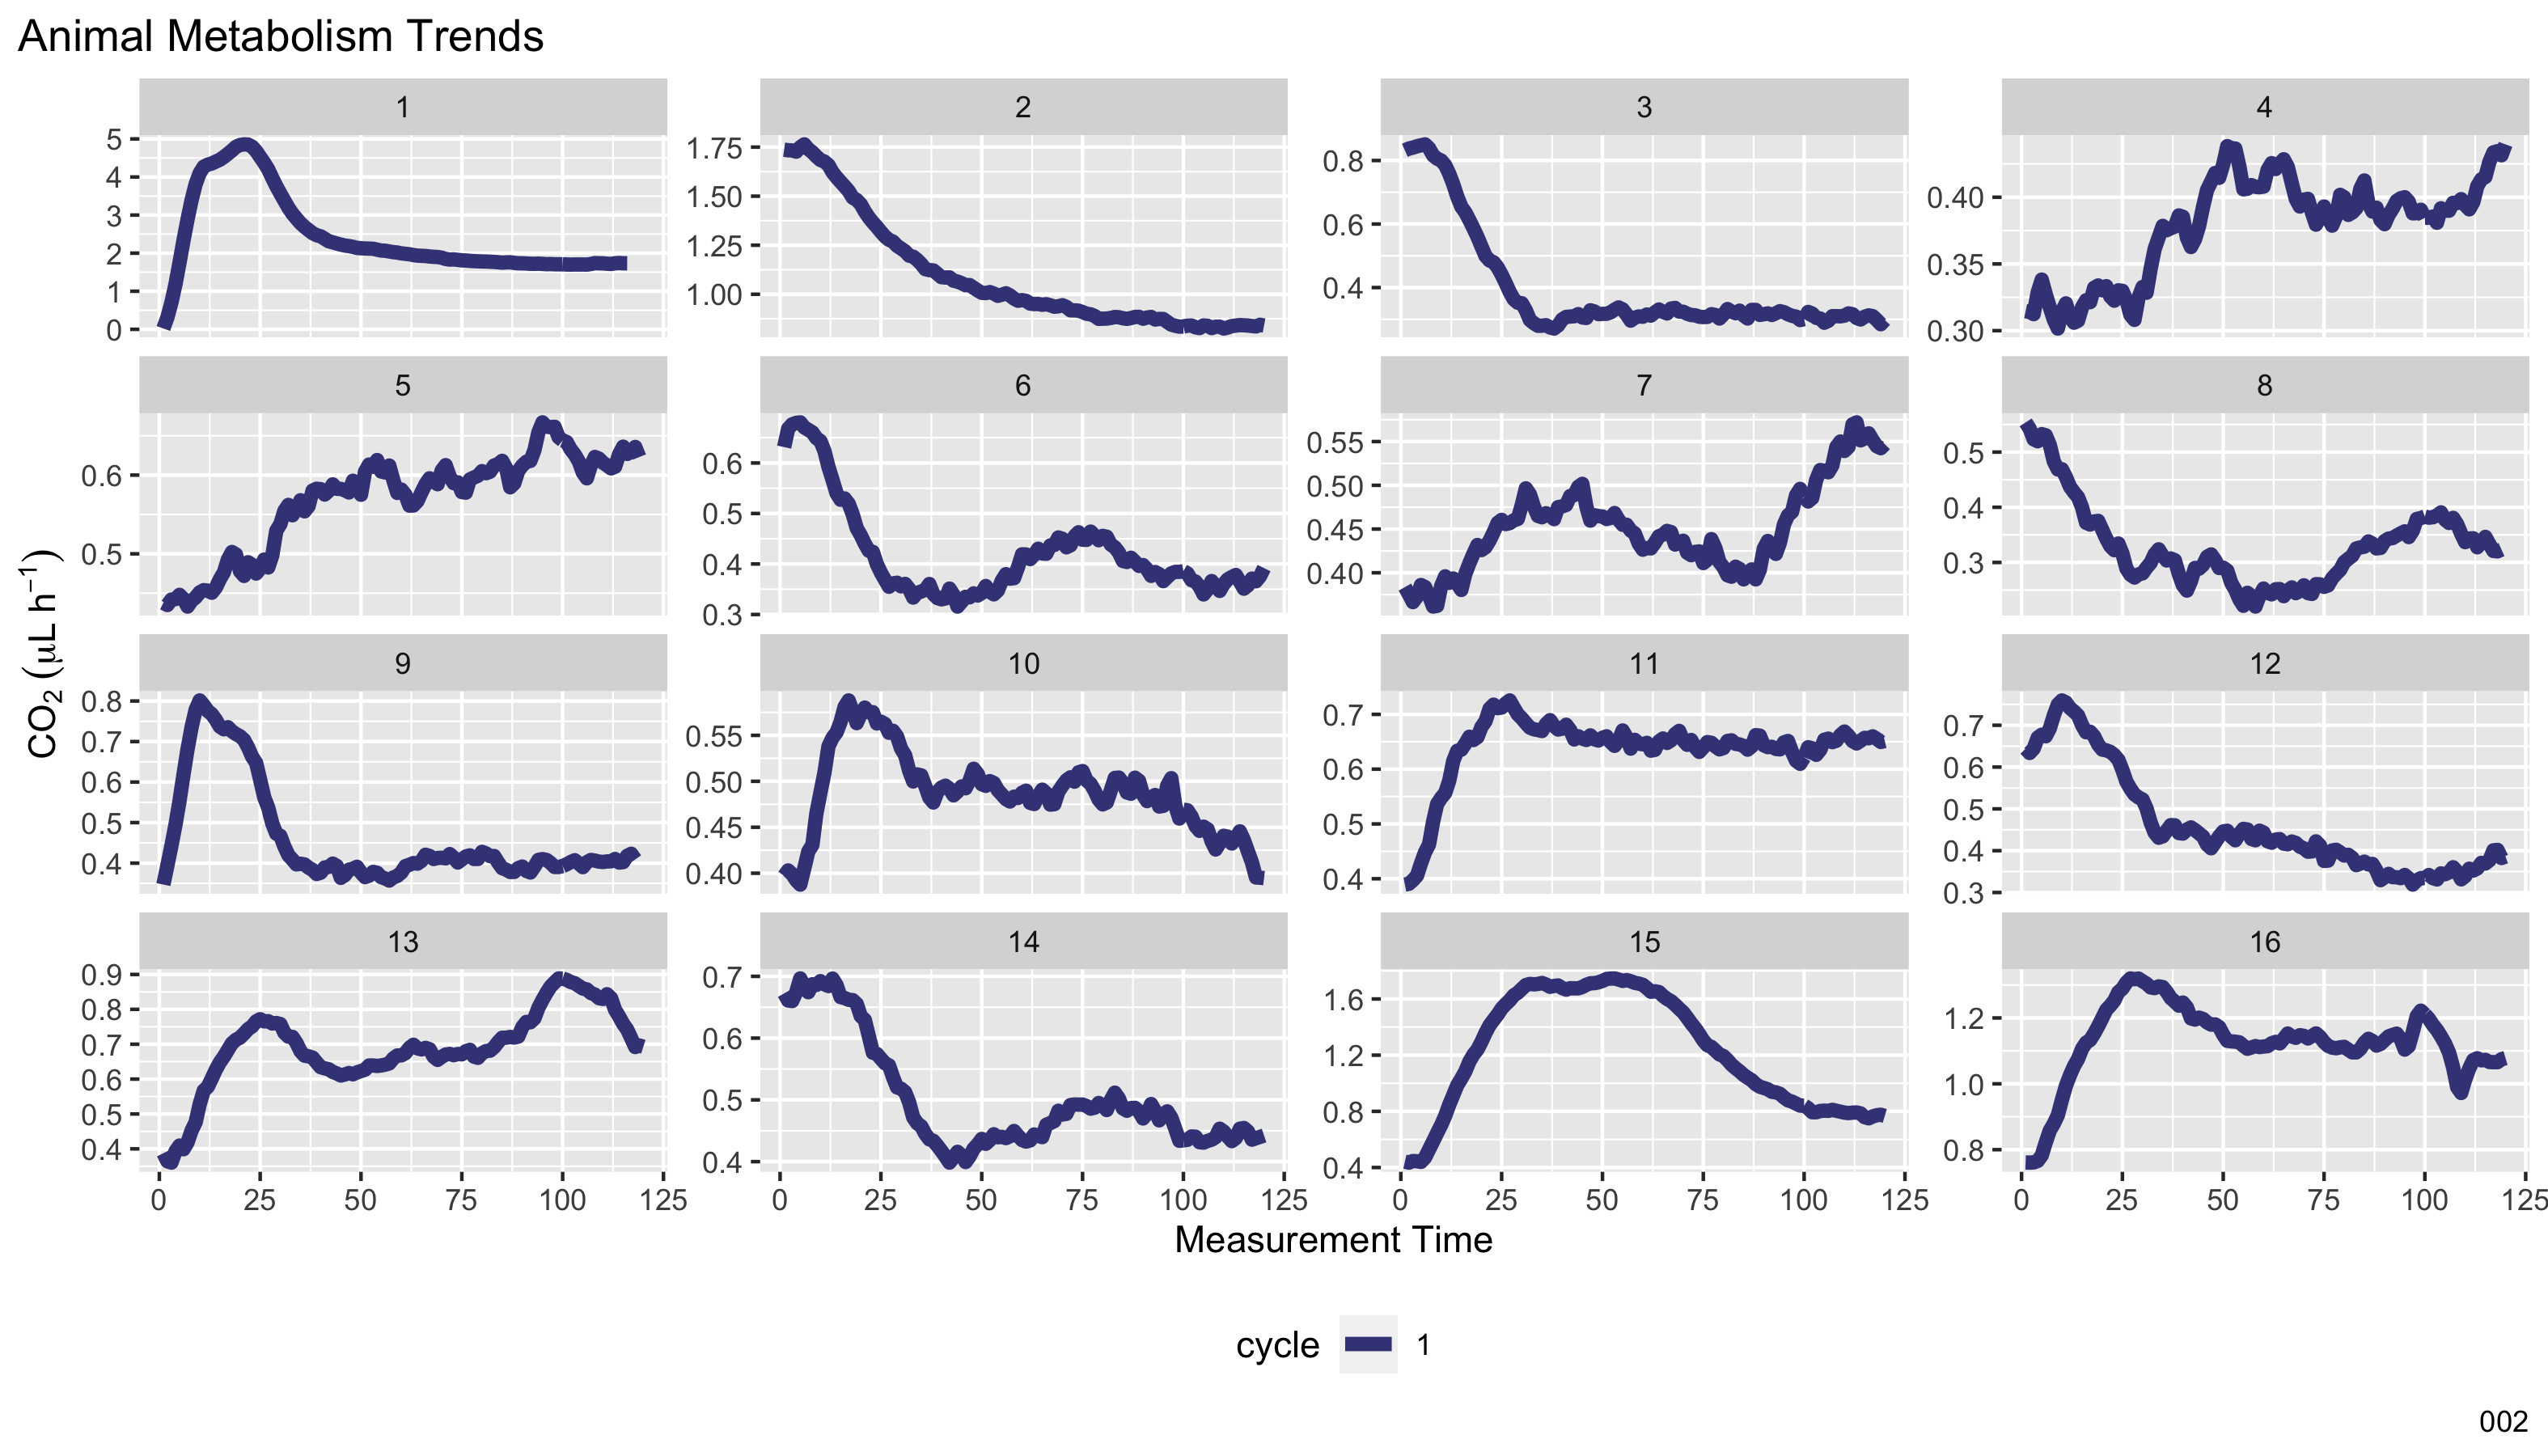 Animal Metabolism Trends
1 2 3 4
5 4 3 2 1 0
1.75 1.50 1.25 1.00
0.8 0.6 0.4
0.40 0.35 0.30
5 6 7 8
0.6 0.5
0.6 0.5 0.4 0.3
0.55 0.50 0.45 0.40
0.5 0.4 0.3
9 10 11 12
0.8 0.7 0.6 0.5 0.4
0.55 0.50 0.45 0.40
0.7 0.6 0.5 0.4
0.7 0.6 0.5 0.4 0.3
13 14 15 16
0.9 0.8 0.7 0.6 0.5 0.4
0.7 0.6 0.5 0.4
1.6 1.2 0.8 0.4
1.2 1.0 0.8
0 25 50 75 100 125 0 25 50 75 100 125 0 25 50 75 100 125 0 25 50 75 100 125
CO₂ (μL h⁻¹)
Measurement Time
cycle 1
002